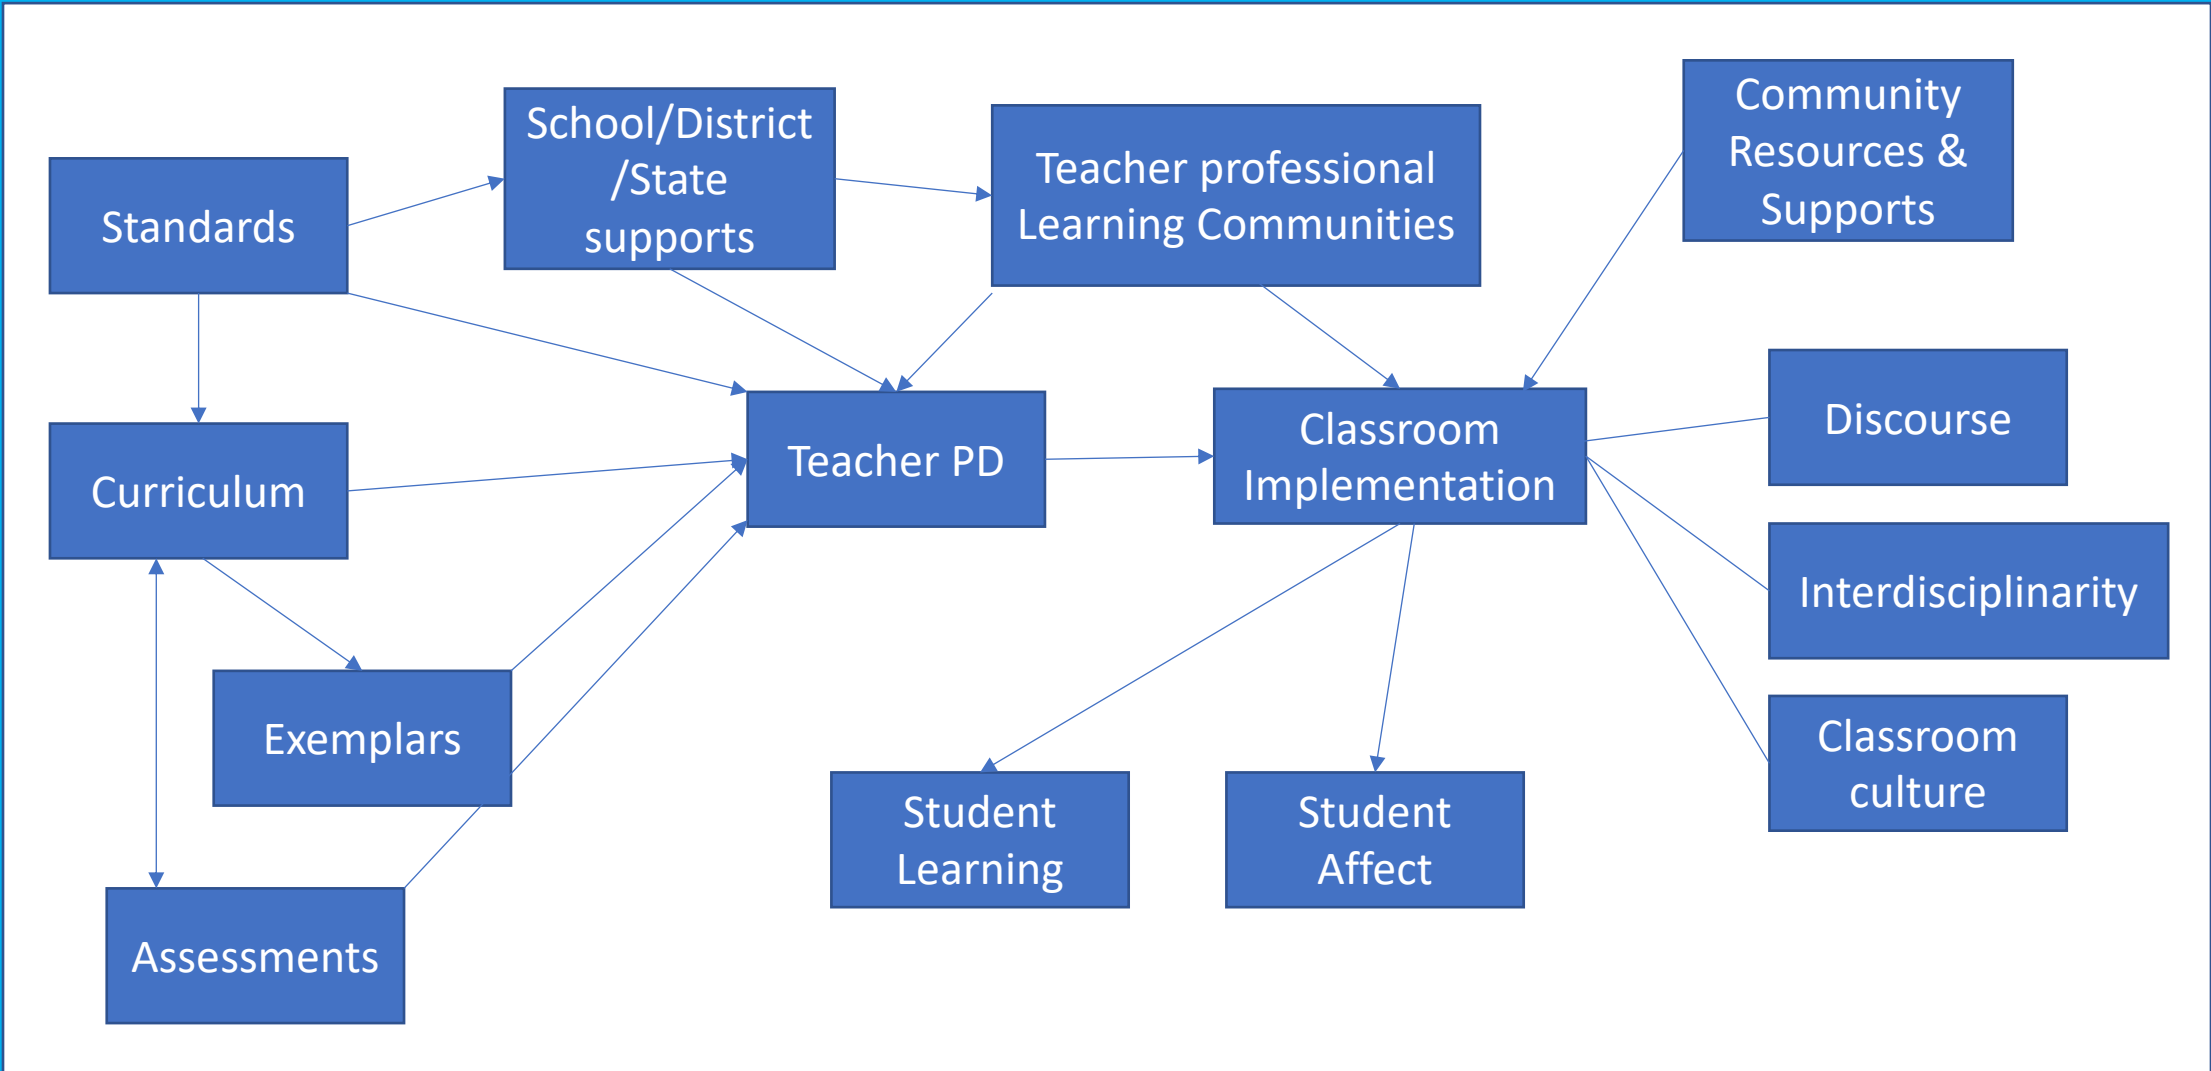 Standards
School/District
/State
supports
Teacher professional
Learning Communities
Community
Resources &
Supports
Curriculum
Teacher PD
Classroom
Implementation
Discourse
Interdisciplinarity
Exemplars
Classroom
culture
Student
Learning
Student
Affect
Assessments